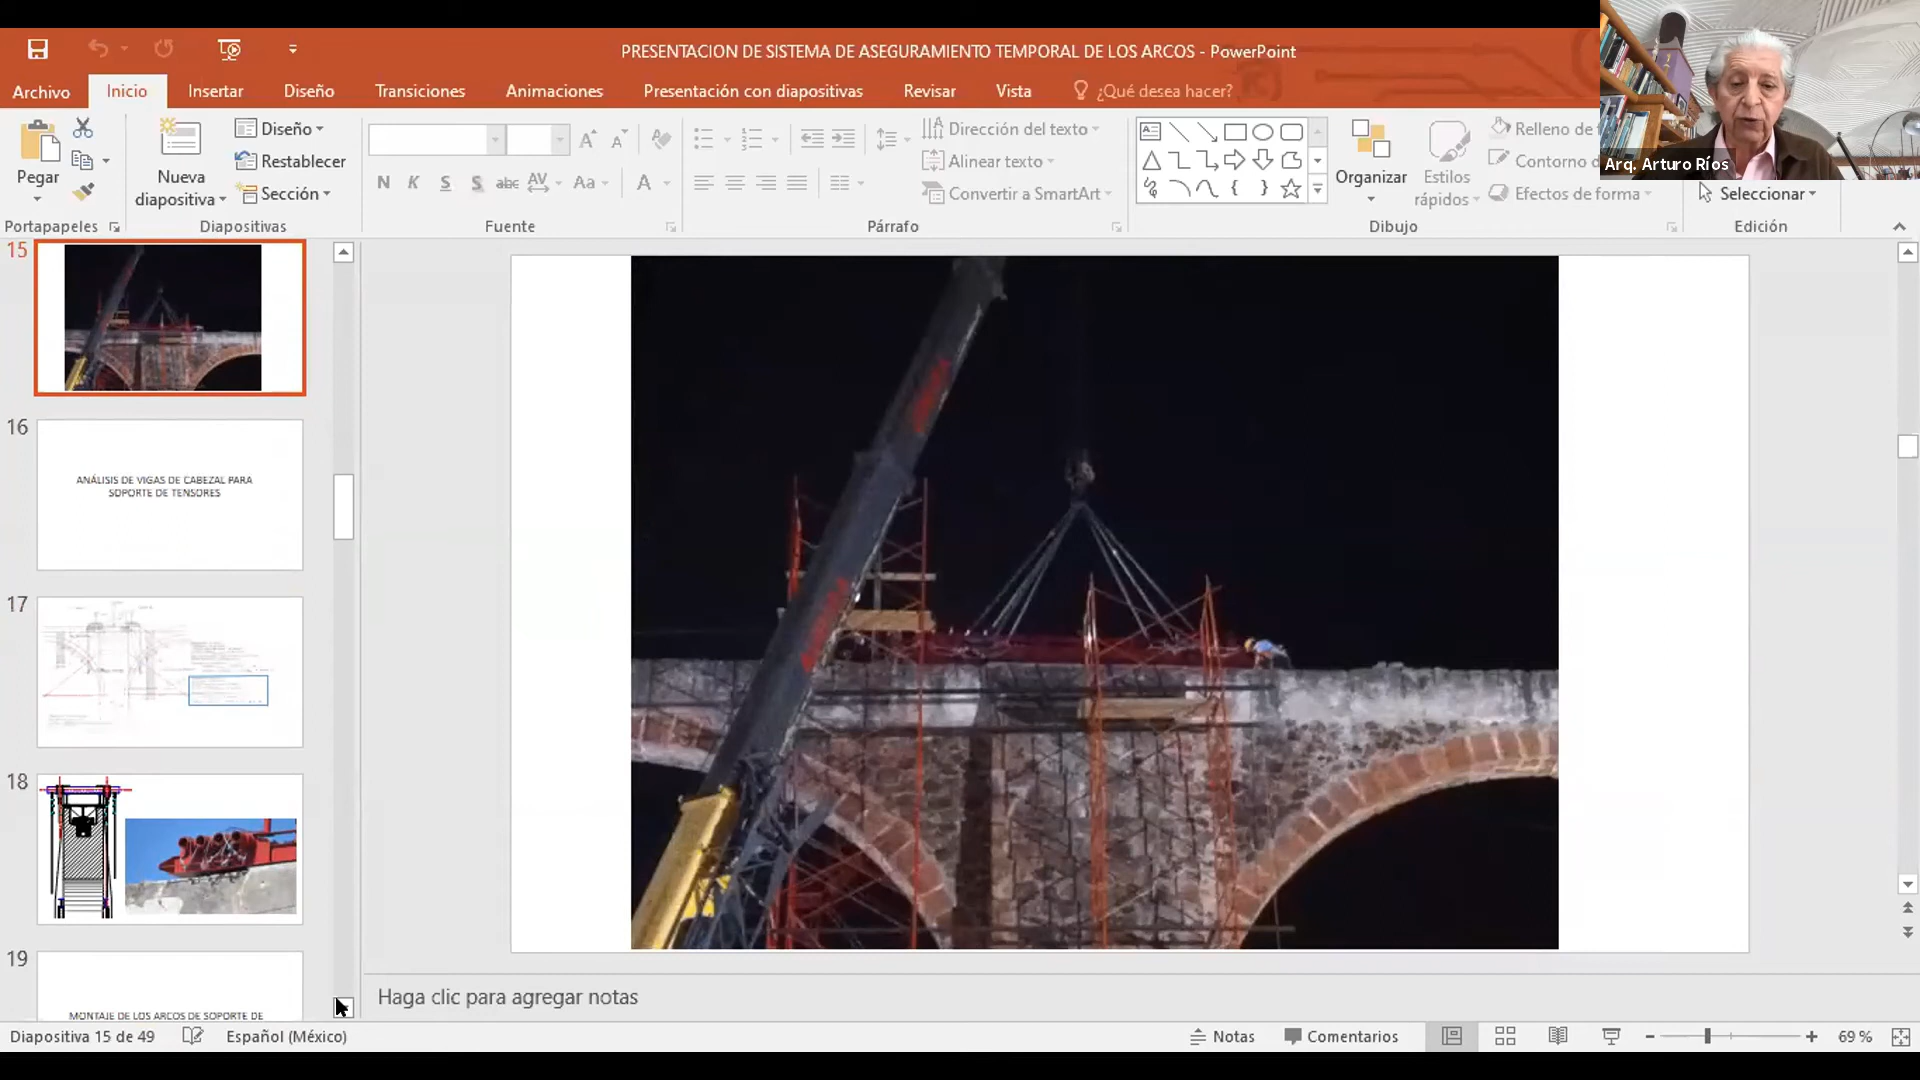 PRESENTACION DE SISTEMA DE ASEGURAMIENTO TEMPORAL DE LOS ARCOS - PowerPoint
Archivo Inicio Insertar Diseño Transiciones Animaciones Presentación con diapositivas Revisar Vista ¿Qué desea hacer?
Arq. Arturo Ríos
Pegar
Nueva diapositiva
Diseño
Restablecer
Sección
N K S S abc AV Aa A
Dirección del texto
Alinear texto
Convertir a SmartArt
Organizar
Estilos rápidos
Relleno de
Contorno d
Efectos de forma
Seleccionar
Portapapeles Diapositivas Fuente Párrafo Dibujo Edición
15
16
ANÁLISIS DE VIGAS DE CABEZAL PARA
SOPORTE DE TENSORES
17
18
19
MONTAJE DE LOS ARCOS DE SOPORTE DE
Haga clic para agregar notas
Diapositiva 15 de 49 Español (México) Notas Comentarios 69 %